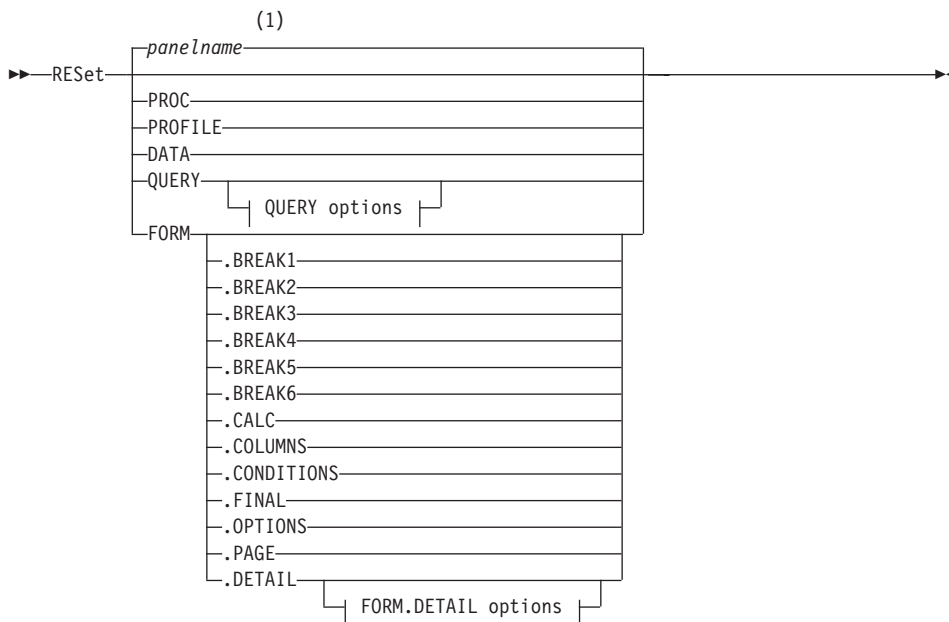 (1)
panelname
RESet
PROC
PROFILE
DATA
QUERY
QUERY options
FORM
.BREAK1
.BREAK2
.BREAK3
.BREAK4
.BREAK5
.BREAK6
.CALC
.COLUMNS
.CONDITIONS
.FINAL
.OPTIONS
.PAGE
.DETAIL
FORM.DETAIL options